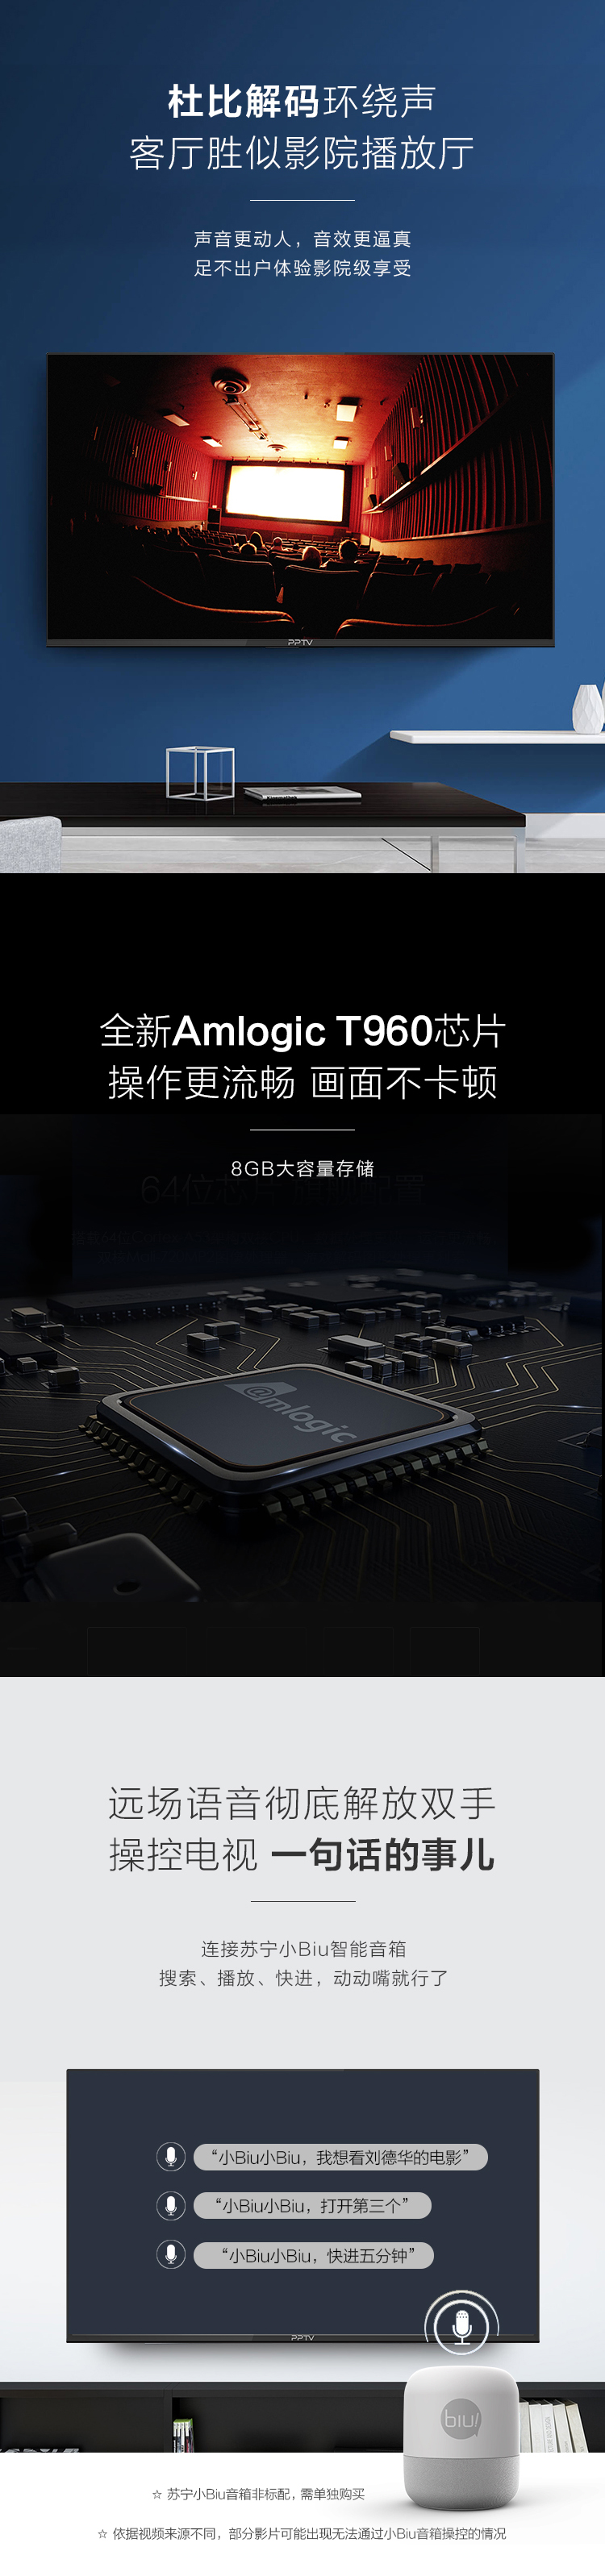 杜比解码环绕声
客厅胜似影院播放厅
声音更动人，音效更逼真
足不出户体验影院级享受
PPTV
全新Amlogic T960芯片
操作更流畅 画面不卡顿
8GB大容量存储
@mlogic
远场语音彻底解放双手
操控电视 一句话的事儿
连接苏宁小Biu智能音箱
搜索、播放、快进，动动嘴就行了
“小Biu小Biu，我想看刘德华的电影”
“小Biu小Biu，打开第三个”
“小Biu小Biu，快进五分钟”
PPTV
biu!
☆ 苏宁小Biu音箱非标配，需单独购买
☆ 依据视频来源不同，部分影片可能出现无法通过小Biu音箱操控的情况